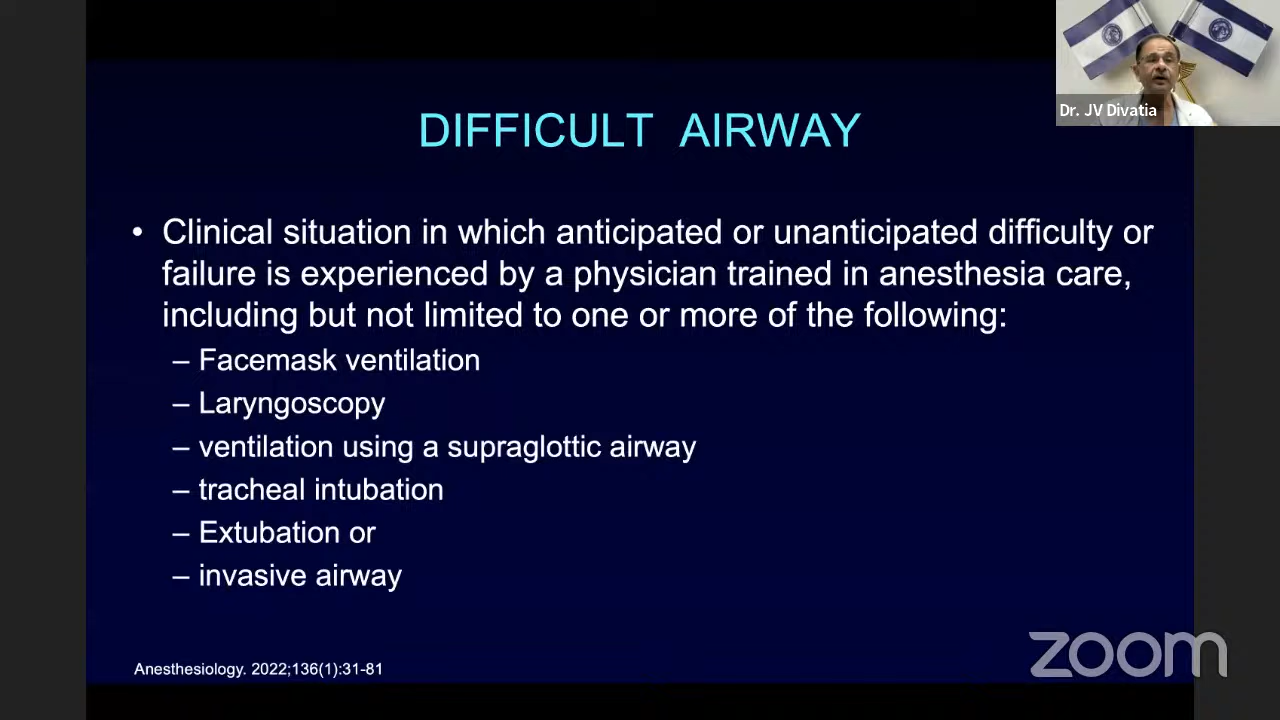 Dr. JV Divatia
DIFFICULT AIRWAY
• Clinical situation in which anticipated or unanticipated difficulty or
failure is experienced by a physician trained in anesthesia care,
including but not limited to one or more of the following:
– Facemask ventilation
– Laryngoscopy
– ventilation using a supraglottic airway
– tracheal intubation
– Extubation or
– invasive airway
Anesthesiology. 2022;136(1):31-81
zoom